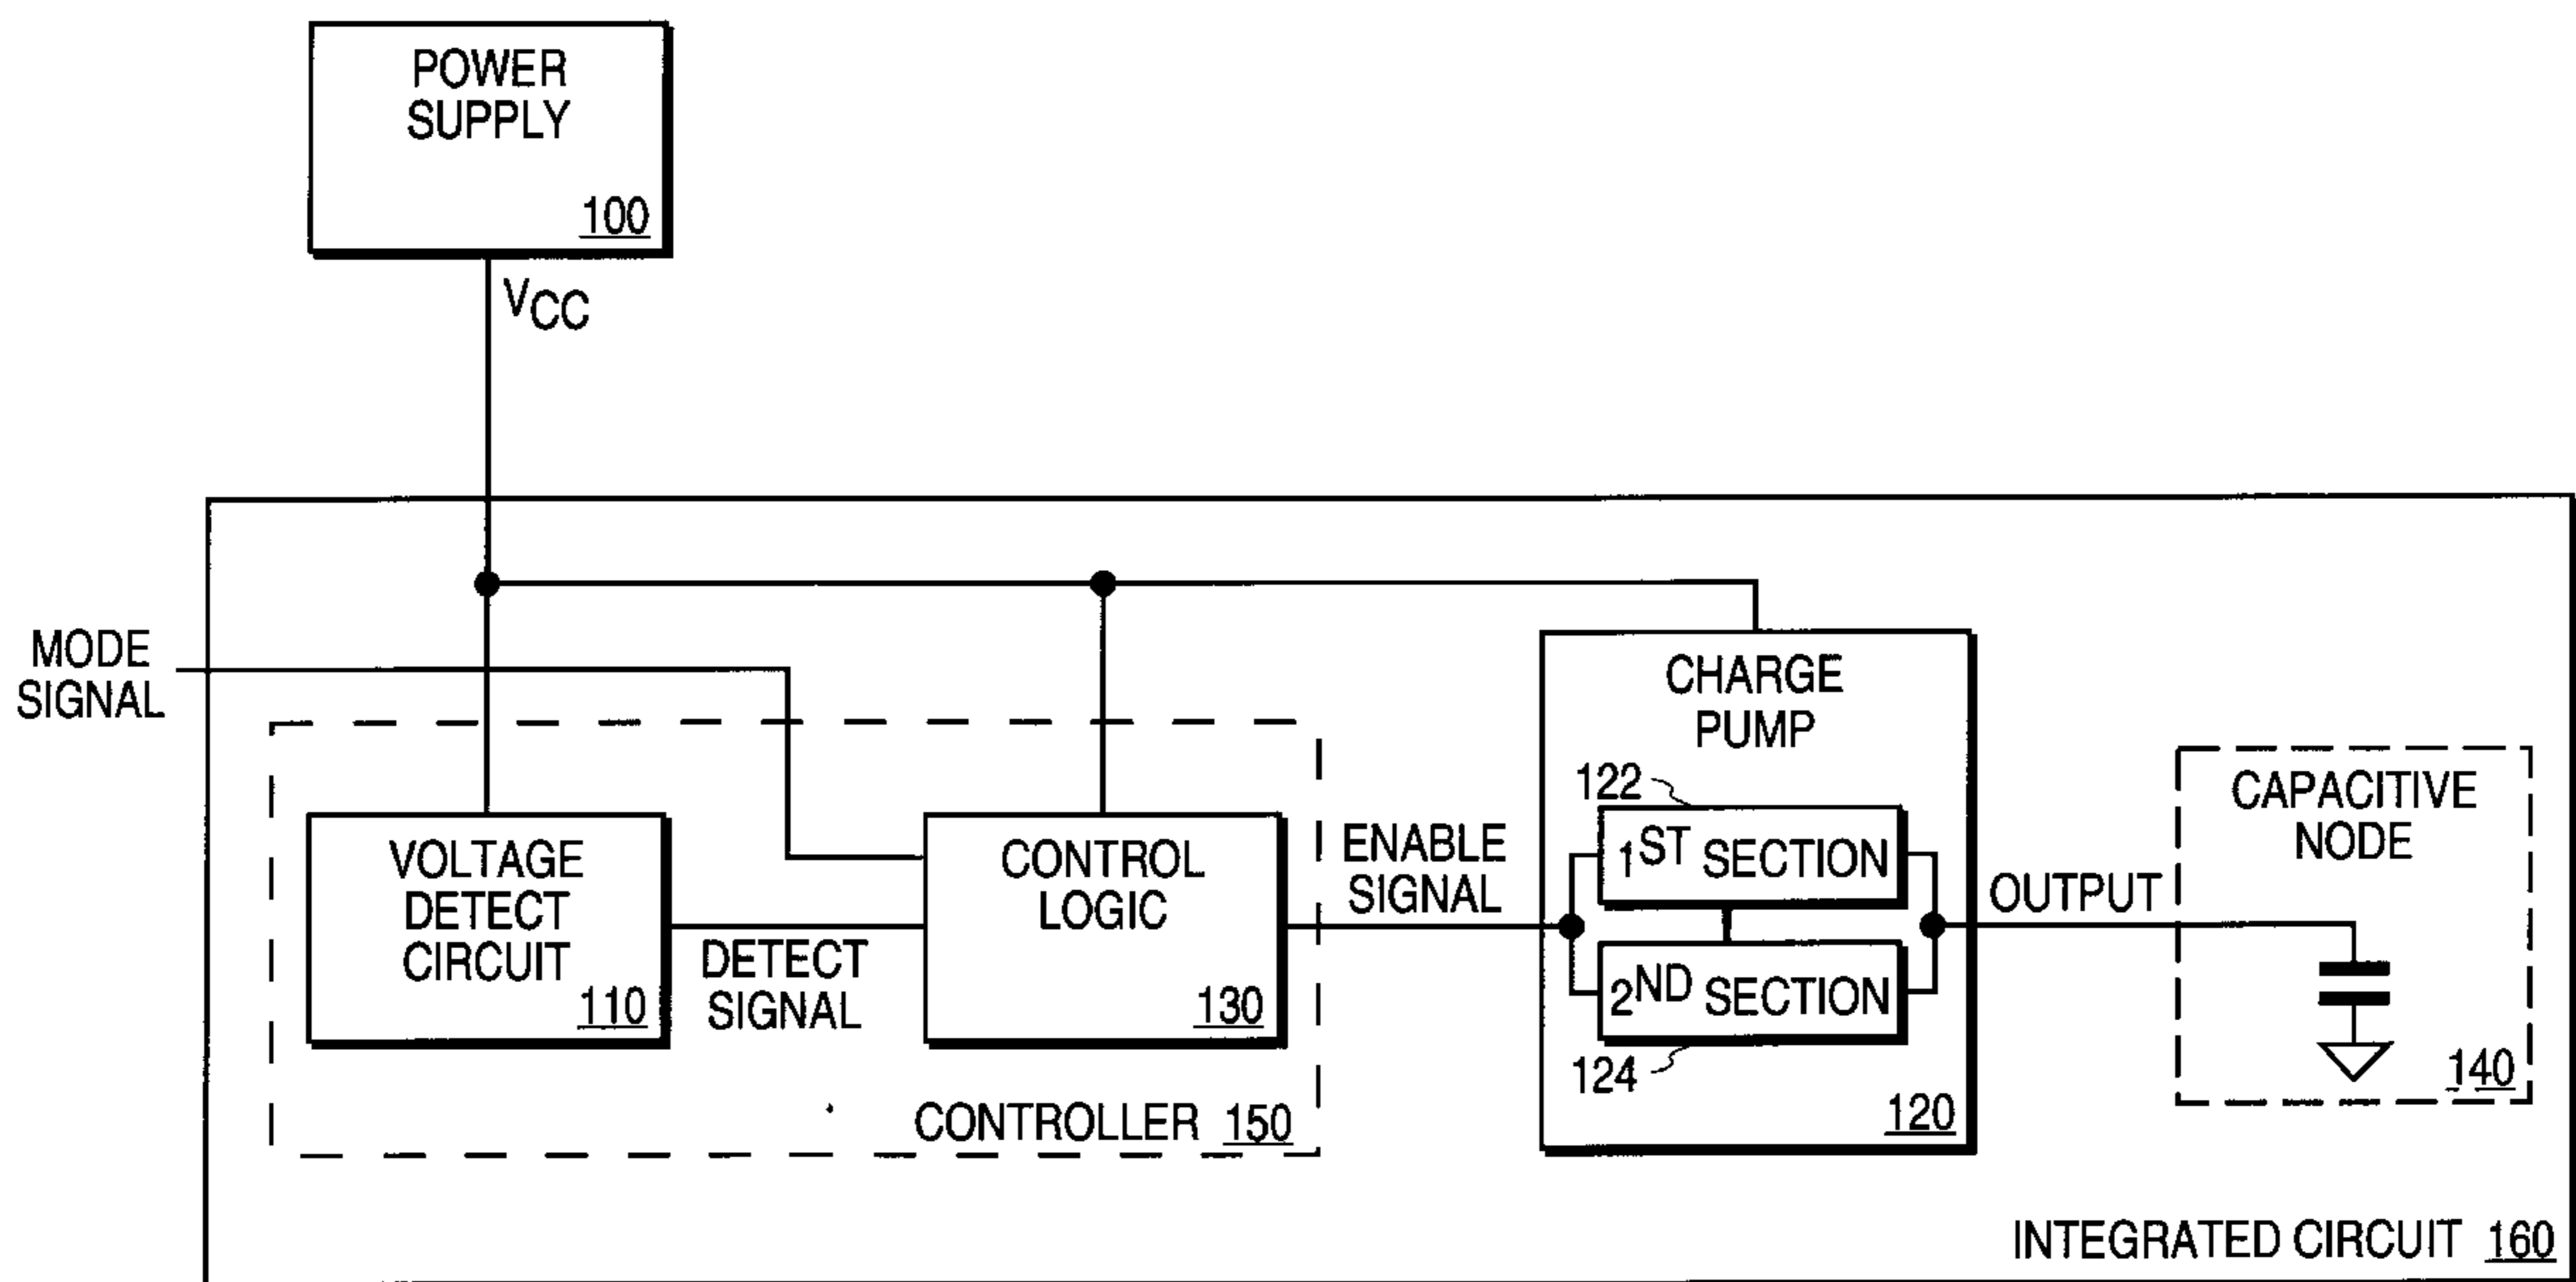 POWER
SUPPLY
100
VCC
MODE
SIGNAL
VOLTAGE
DETECT
CIRCUIT
110
DETECT
SIGNAL
CONTROL
LOGIC
130
CONTROLLER 150
ENABLE
SIGNAL
CHARGE
PUMP
122
1ST SECTION
2ND SECTION
124
120
OUTPUT
CAPACITIVE
NODE
140
INTEGRATED CIRCUIT 160